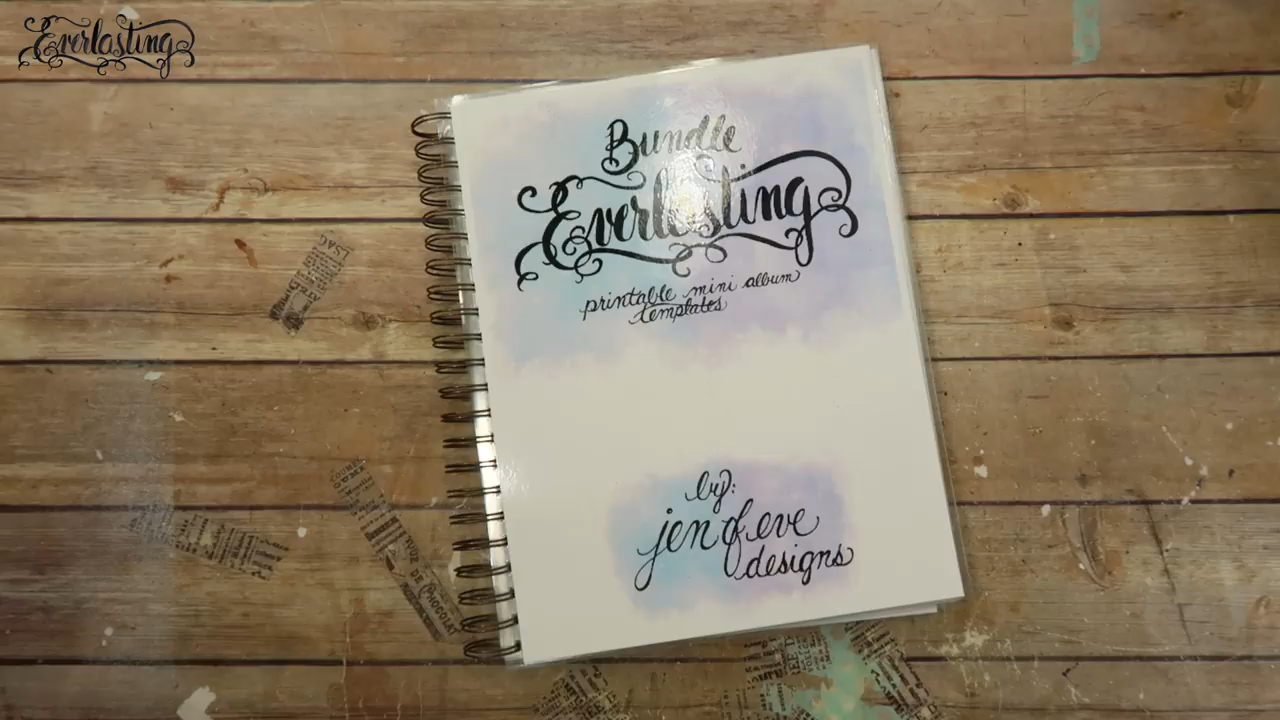 Everlasting
Bundle
Everlasting
printable mini album
templates
by:
jen of eve
designs